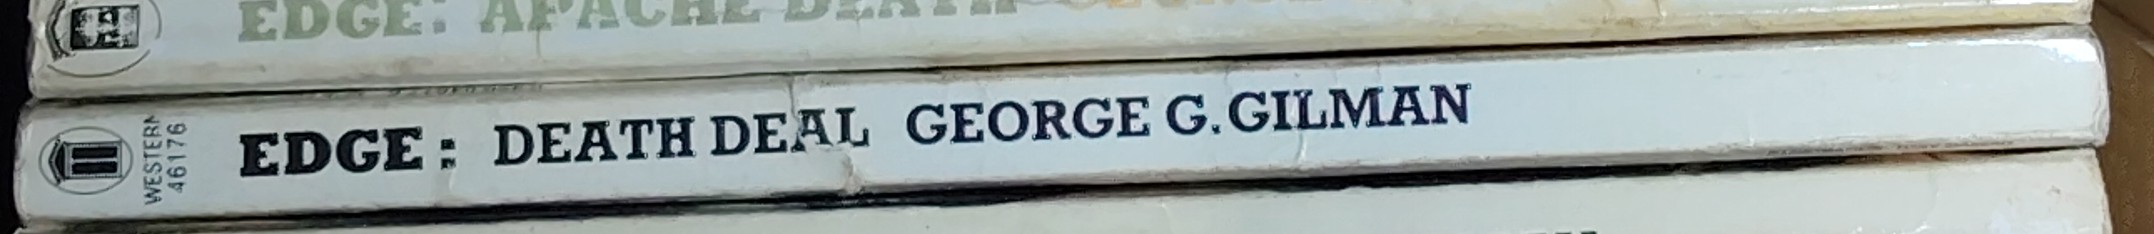 EDGE: APACHE DEATH
WESTERN
46176
EDGE: DEATH DEAL GEORGE G. GILMAN